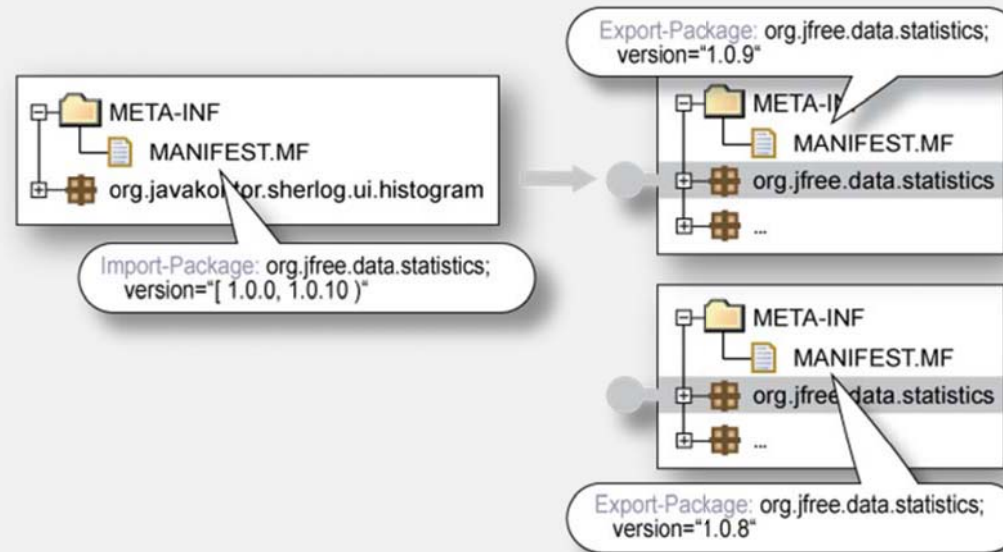 META-INF
MANIFEST.MF
org.javakontor.sherlog.ui.histogram
Import-Package: org.jfree.data.statistics;
version="[ 1.0.0, 1.0.10 )“
Export-Package: org.jfree.data.statistics;
version=“1.0.9“
META-INF
MANIFEST.MF
org.jfree.data.statistics
...
META-INF
MANIFEST.MF
org.jfree.data.statistics
...
Export-Package: org.jfree.data.statistics;
version=“1.0.8“